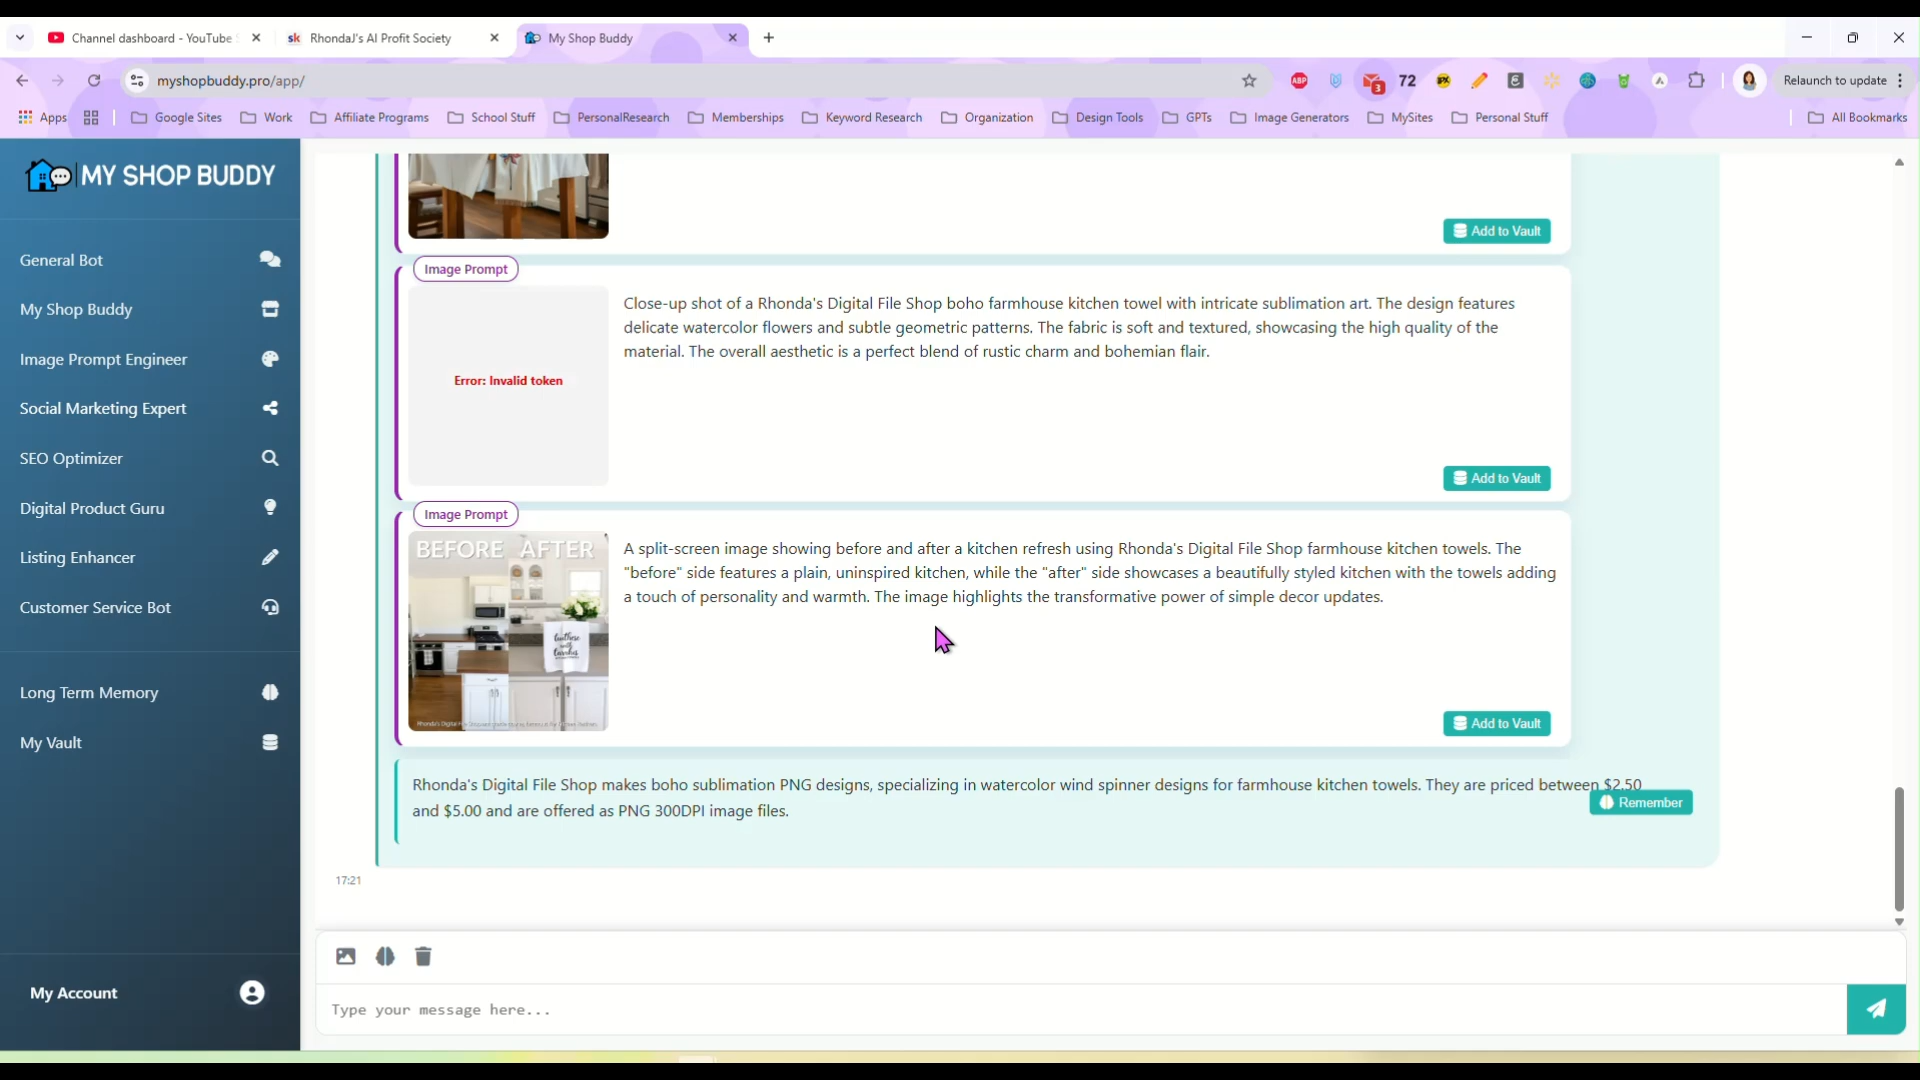 Channel dashboard - YouTube S
RhondaJ's AI Profit Society
My Shop Buddy
myshopbuddy.pro/app/
ABP
3
72
Relaunch to update
Apps
Google Sites
Work
Affiliate Programs
School Stuff
PersonalResearch
Memberships
Keyword Research
Organization
Design Tools
GPTs
Image Generators
MySites
Personal Stuff
All Bookmarks
MY SHOP BUDDY
General Bot
My Shop Buddy
Image Prompt Engineer
Social Marketing Expert
SEO Optimizer
Digital Product Guru
Listing Enhancer
Customer Service Bot
Long Term Memory
My Vault
My Account
Add to Vault
Image Prompt
Error: Invalid token
Close-up shot of a Rhonda's Digital File Shop boho farmhouse kitchen towel with intricate sublimation art. The design features
delicate watercolor flowers and subtle geometric patterns. The fabric is soft and textured, showcasing the high quality of the
material. The overall aesthetic is a perfect blend of rustic charm and bohemian flair.
Add to Vault
Image Prompt
BEFORE AFTER
A split-screen image showing before and after a kitchen refresh using Rhonda's Digital File Shop farmhouse kitchen towels. The
"before" side features a plain, uninspired kitchen, while the "after" side showcases a beautifully styled kitchen with the towels adding
a touch of personality and warmth. The image highlights the transformative power of simple decor updates.
Add to Vault
Rhonda's Digital File Shop makes boho sublimation PNG designs, specializing in watercolor wind spinner designs for farmhouse kitchen towels. They are priced between $2.50
and $5.00 and are offered as PNG 300DPI image files.
Remember
17:21
Type your message here...